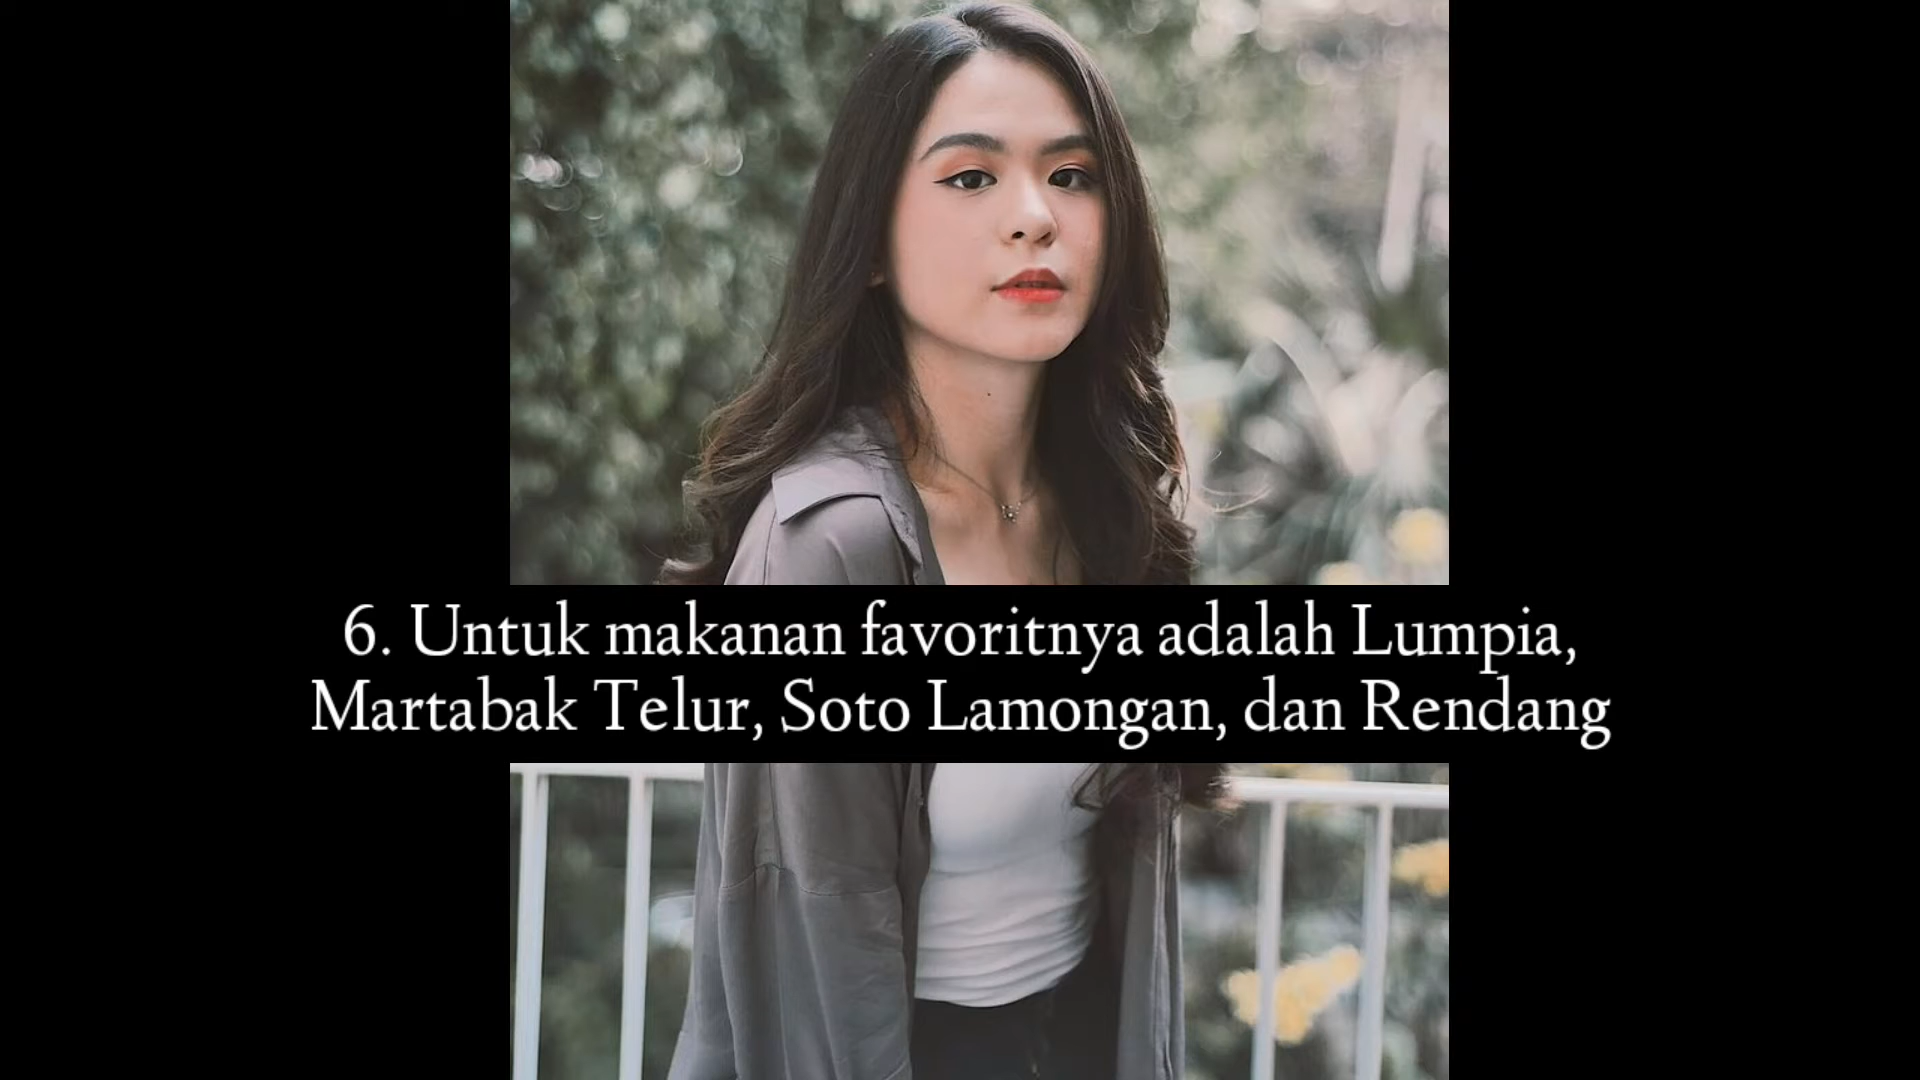 6. Untuk makanan favoritnya adalah Lumpia,
Martabak Telur, Soto Lamongan, dan Rendang